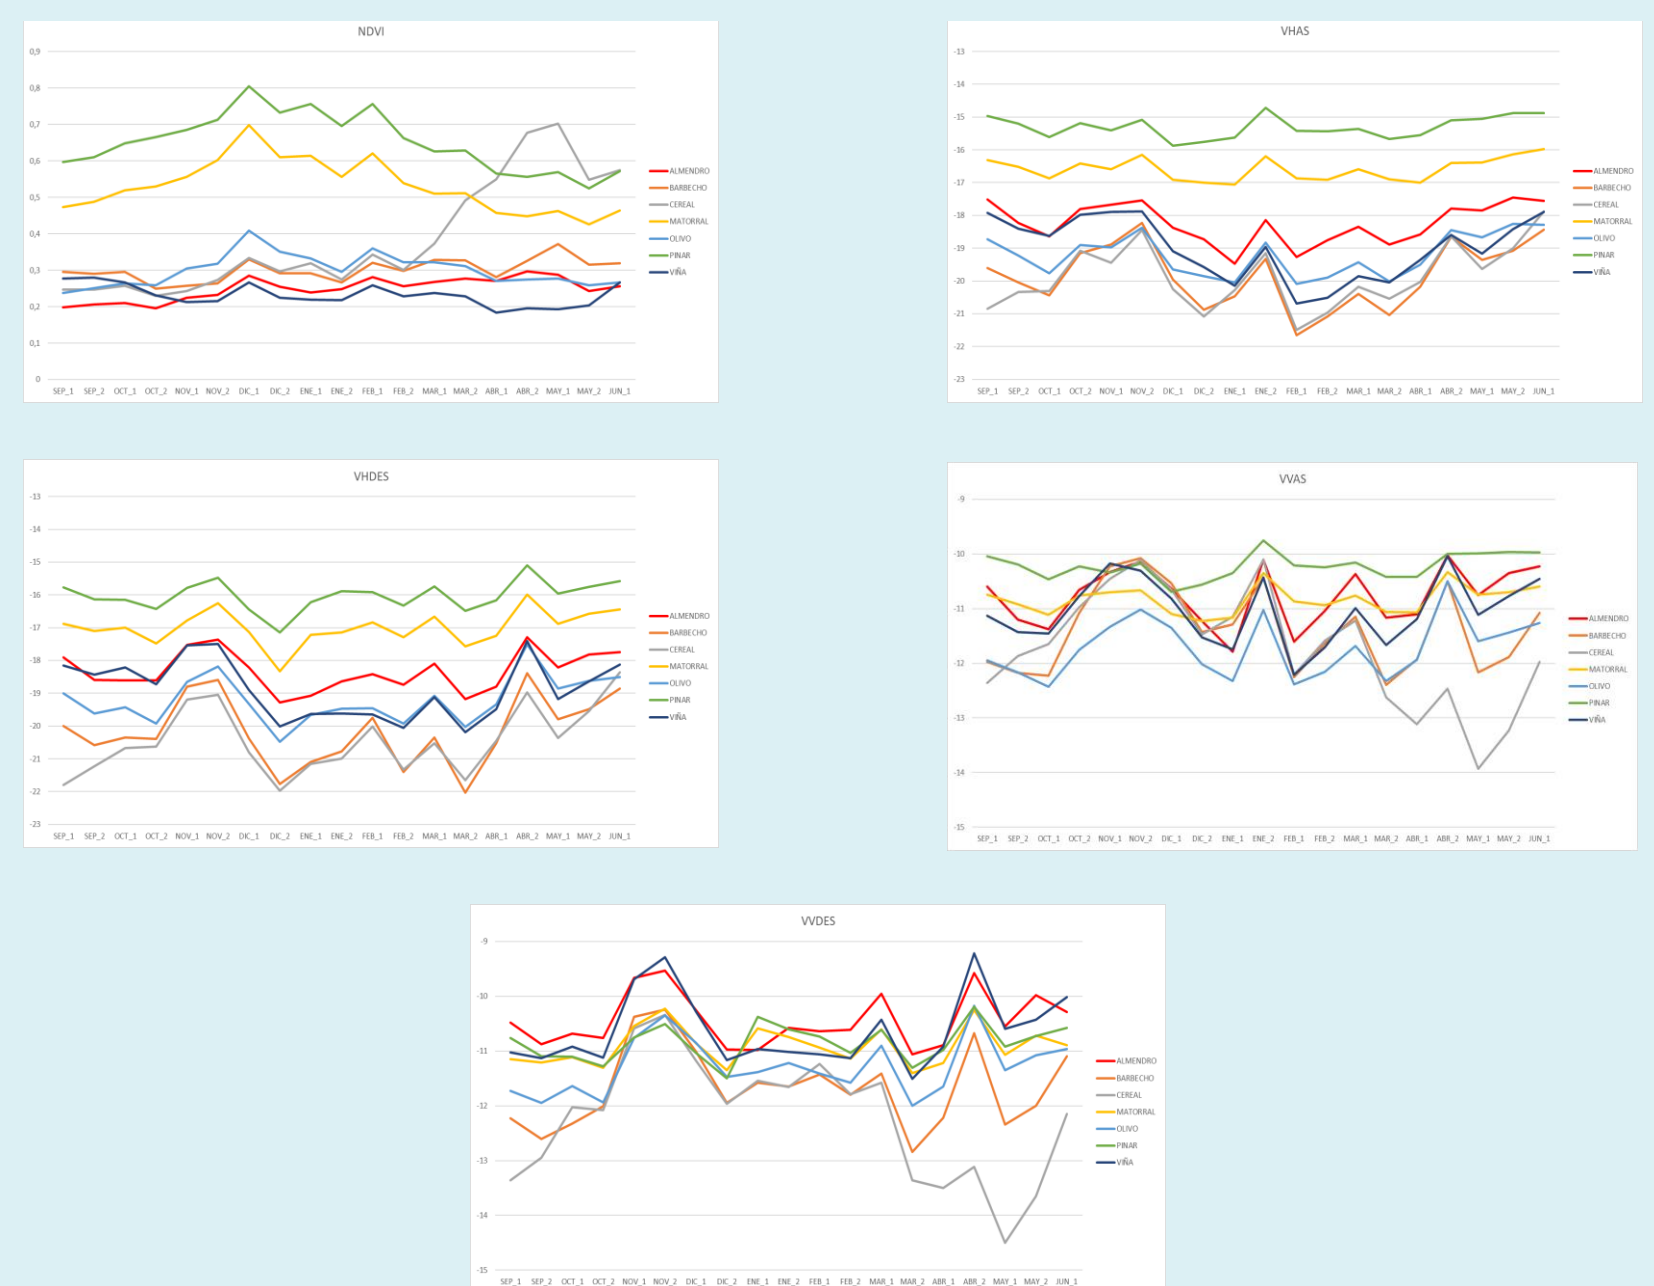 NDVI
0,9
0,8
0,7
0,6
0,5
0,4
0,3
0,2
0,1
0
SEP_1 SEP_2 OCT_1 OCT_2 NOV_1 NOV_2 DIC_1 DIC_2 ENE_1 ENE_2 FEB_1 FEB_2 MAR_1 MAR_2 ABR_1 ABR_2 MAY_1 MAY_2 JUN_1
ALMENDRO
BARBECHO
CEREAL
MATORRAL
OLIVO
PINAR
VIÑA
VHAS
-13
-14
-15
-16
-17
-18
-19
-20
-21
-22
-23
SEP_1 SEP_2 OCT_1 OCT_2 NOV_1 NOV_2 DIC_1 DIC_2 ENE_1 ENE_2 FEB_1 FEB_2 MAR_1 MAR_2 ABR_1 ABR_2 MAY_1 MAY_2 JUN_1
ALMENDRO
BARBECHO
CEREAL
MATORRAL
OLIVO
PINAR
VIÑA
VHDES
-13
-14
-15
-16
-17
-18
-19
-20
-21
-22
-23
SEP_1 SEP_2 OCT_1 OCT_2 NOV_1 NOV_2 DIC_1 DIC_2 ENE_1 ENE_2 FEB_1 FEB_2 MAR_1 MAR_2 ABR_1 ABR_2 MAY_1 MAY_2 JUN_1
ALMENDRO
BARBECHO
CEREAL
MATORRAL
OLIVO
PINAR
VIÑA
VVAS
-9
-10
-11
-12
-13
-14
-15
SEP_1 SEP_2 OCT_1 OCT_2 NOV_1 NOV_2 DIC_1 DIC_2 ENE_1 ENE_2 FEB_1 FEB_2 MAR_1 MAR_2 ABR_1 ABR_2 MAY_1 MAY_2 JUN_1
ALMENDRO
BARBECHO
CEREAL
MATORRAL
OLIVO
PINAR
VIÑA
VVDES
-9
-10
-11
-12
-13
-14
-15
SEP_1 SEP_2 OCT_1 OCT_2 NOV_1 NOV_2 DIC_1 DIC_2 ENE_1 ENE_2 FEB_1 FEB_2 MAR_1 MAR_2 ABR_1 ABR_2 MAY_1 MAY_2 JUN_1
ALMENDRO
BARBECHO
CEREAL
MATORRAL
OLIVO
PINAR
VIÑA